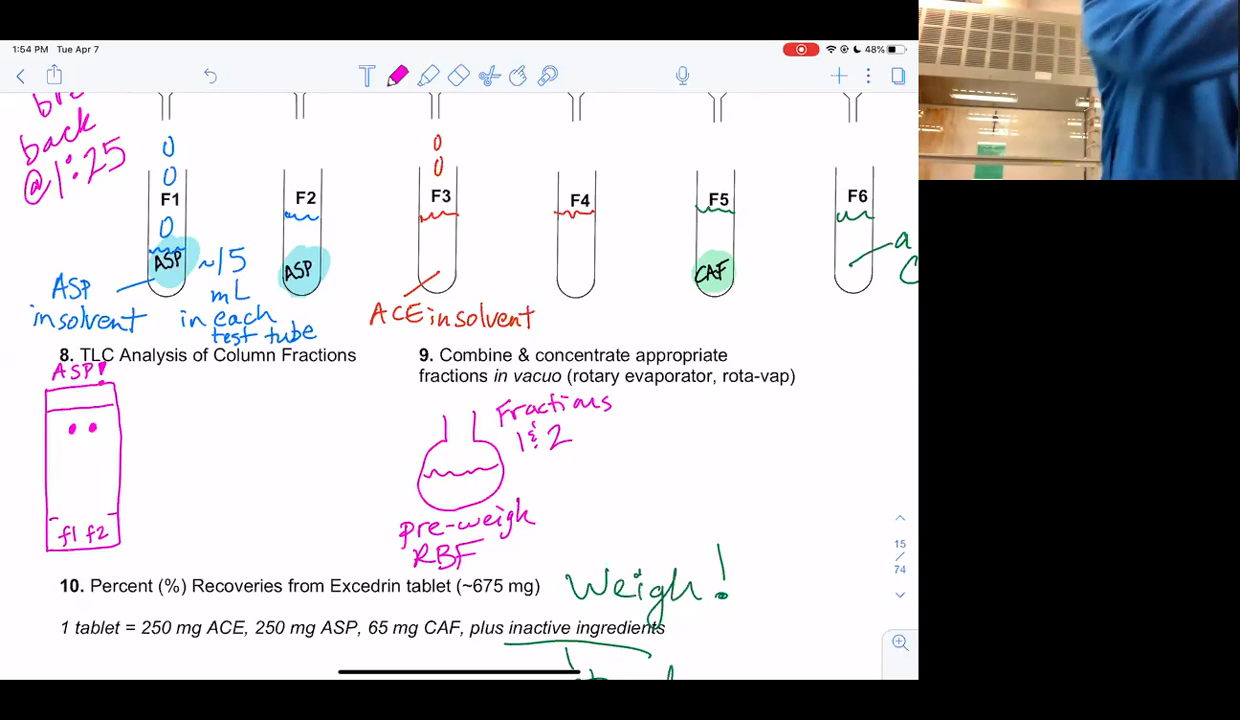 1:54 PM Tue Apr 7
48%
back
@1:25
F1
F2
F3
F4
F5
F6
ASP
ASP
CAF
ASP
in solvent
~15
mL
in each
test tube
ACE in solvent
a
C
8. TLC Analysis of Column Fractions
ASP!
f1 f2
9. Combine & concentrate appropriate
fractions in vacuo (rotary evaporator, rota-vap)
Fractions
1 & 2
pre-weigh
RBF
15
/
74
10. Percent (%) Recoveries from Excedrin tablet (~675 mg)
Weigh!
1 tablet = 250 mg ACE, 250 mg ASP, 65 mg CAF, plus inactive ingredients